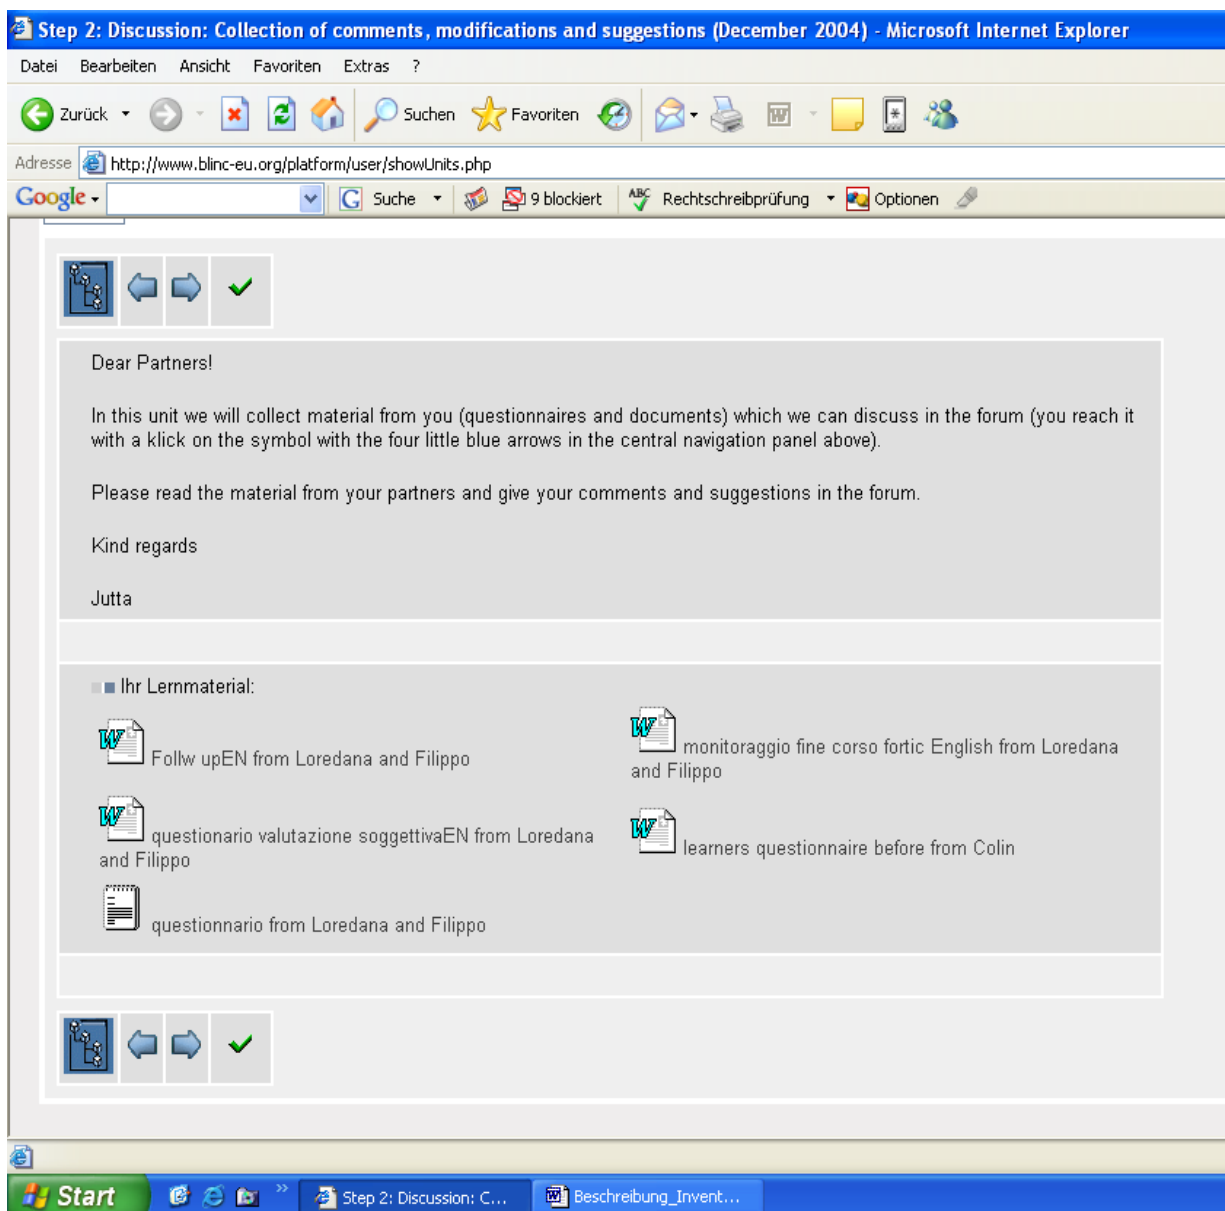 Step 2: Discussion: Collection of comments, modifications and suggestions (December 2004) - Microsoft Internet Explorer
Datei Bearbeiten Ansicht Favoriten Extras ?
Zurück Suchen Favoriten
Adresse http://www.blinc-eu.org/platform/user/showUnits.php
Google G Suche 9 blockiert ABC Rechtschreibprüfung Optionen
Dear Partners!
In this unit we will collect material from you (questionnaires and documents) which we can discuss in the forum (you reach it
with a klick on the symbol with the four little blue arrows in the central navigation panel above).
Please read the material from your partners and give your comments and suggestions in the forum.
Kind regards
Jutta
Ihr Lernmaterial:
Follw upEN from Loredana and Filippo
monitoraggio fine corso fortic English from Loredana
and Filippo
questionario valutazione soggettivaEN from Loredana
and Filippo
learners questionnaire before from Colin
questionnario from Loredana and Filippo
Start Step 2: Discussion: C... Beschreibung_Invent...